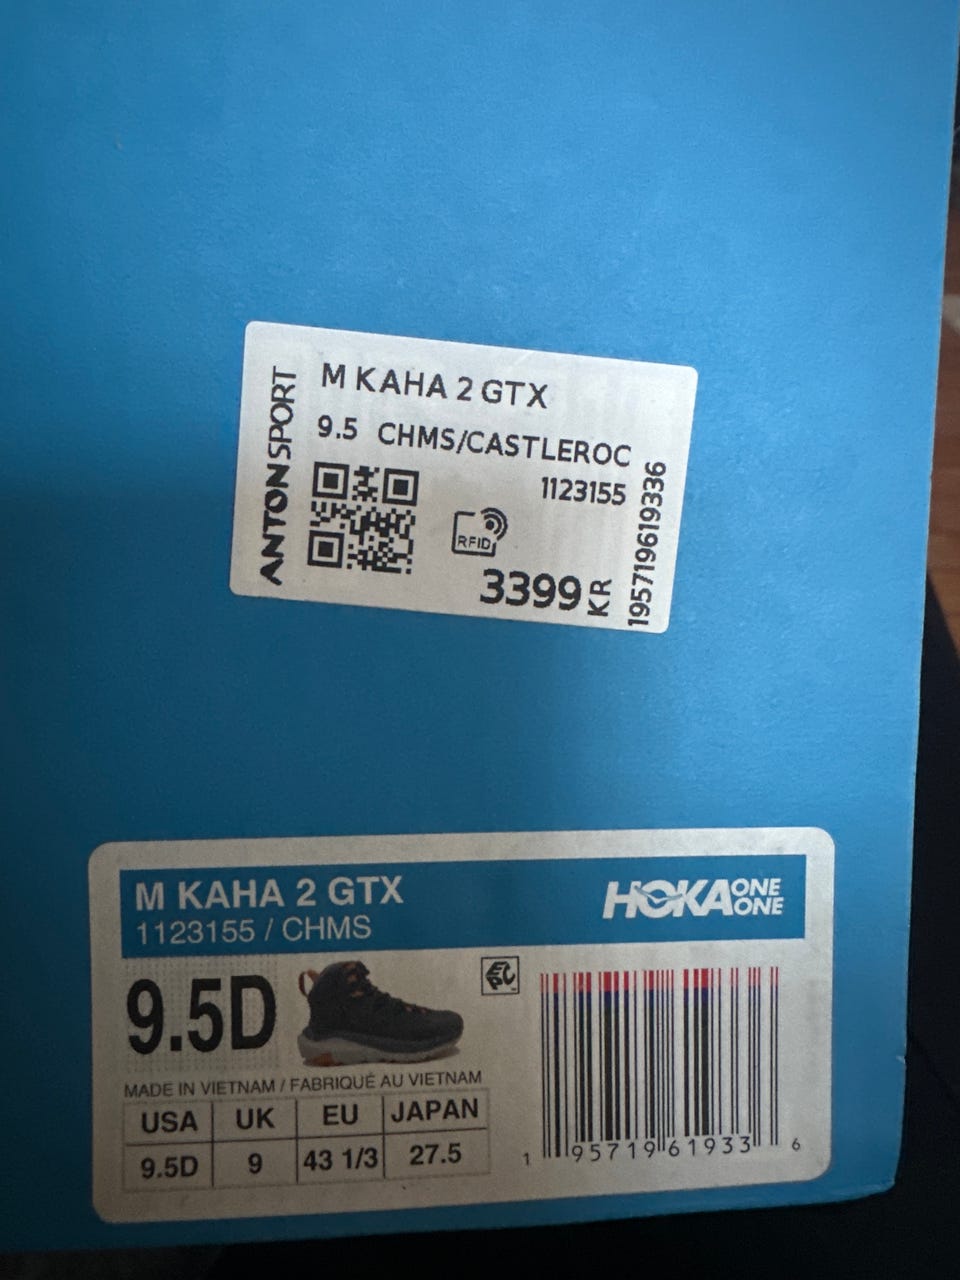 ANTON SPORT
M KAHA 2 GTX
9.5 CHMS/CASTLEROC
1123155
RFID
3399 KR
195719619336
M KAHA 2 GTX
1123155 / CHMS
HOKA ONE ONE
9.5D
EPC
MADE IN VIETNAM / FABRIQUÉ AU VIETNAM
USA UK EU JAPAN
9.5D 9 43 1/3 27.5
1 95719 61933 6